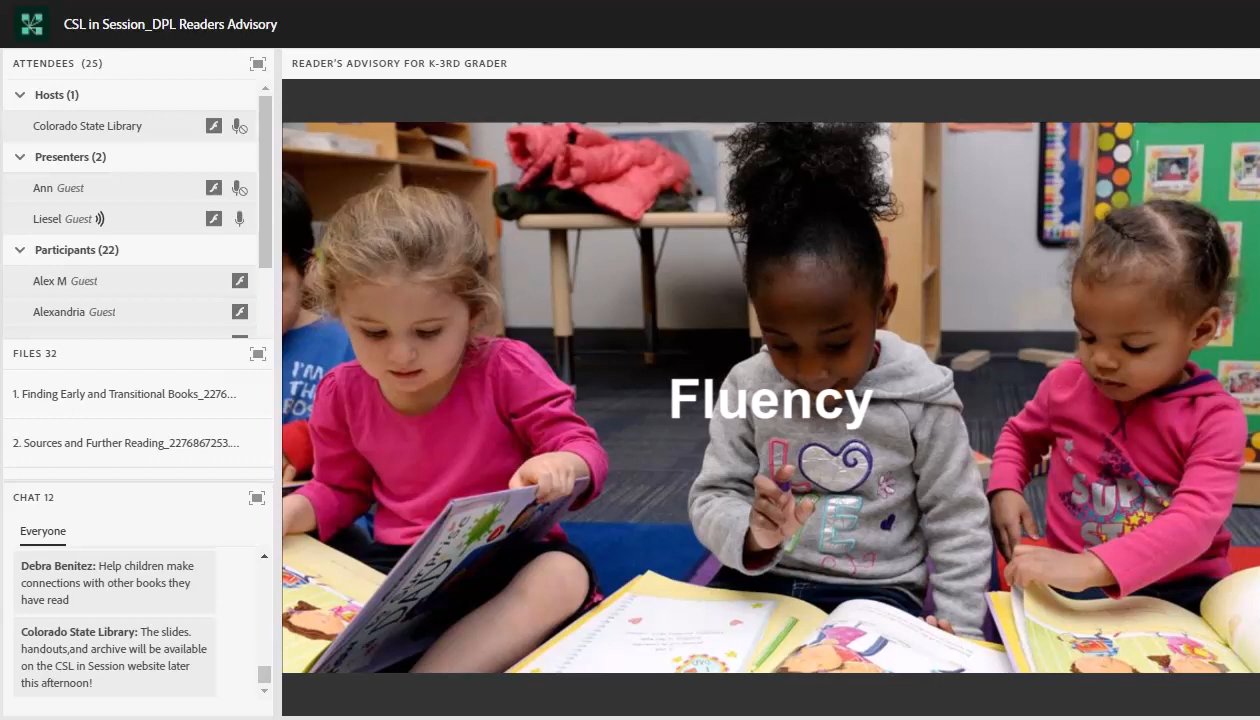 CSL in Session_DPL Readers Advisory
ATTENDEES (25)
Hosts (1)
Colorado State Library
Presenters (2)
Ann Guest
Liesel Guest
Participants (22)
Alex M Guest
Alexandria Guest
FILES 32
1. Finding Early and Transitional Books_2276...
2. Sources and Further Reading_2276867253....
CHAT 12
Everyone
Debra Benitez: Help children make
connections with other books they
have read
Colorado State Library: The slides.
handouts,and archive will be available
on the CSL in Session website later
this afternoon!
READER'S ADVISORY FOR K-3RD GRADER
Fluency
I'M
LOVE